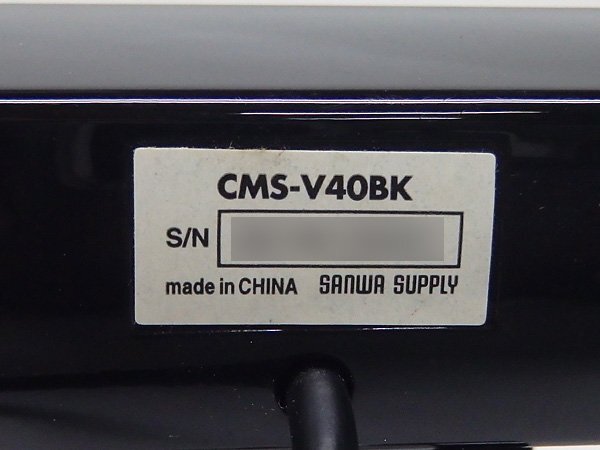 CMS-V40BK
S/N
made in CHINA SANWA SUPPLY